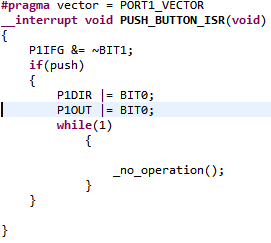 #pragma vector = PORT1_VECTOR
__interrupt void PUSH_BUTTON_ISR(void)
{
P1IFG &= ~BIT1;
if(push)
{
P1DIR |= BIT0;
P1OUT |= BIT0;
while(1)
{
_no_operation();
}
}
}